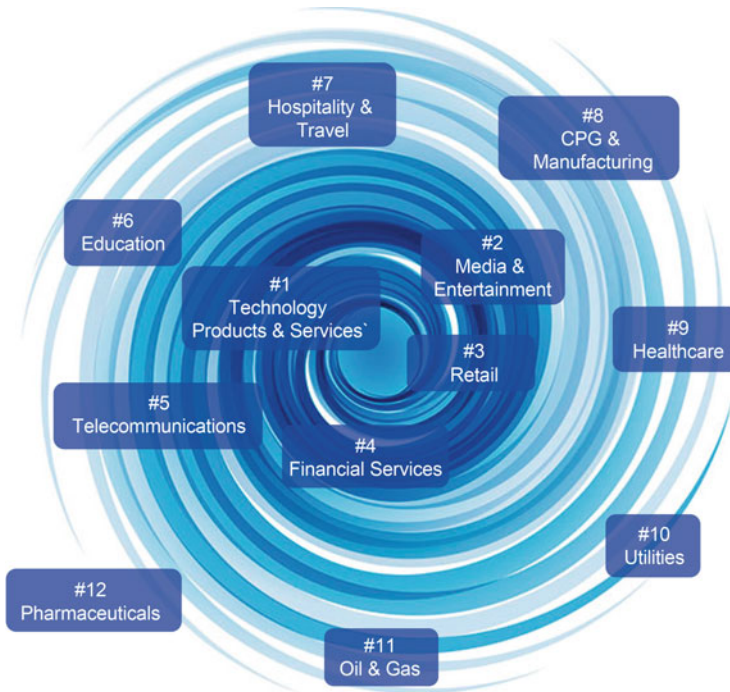 #7
Hospitality &
Travel
#8
CPG &
Manufacturing
#6
Education
#2
Media &
Entertainment
#1
Technology
Products & Services`
#9
Healthcare
#3
Retail
#5
Telecommunications
#4
Financial Services
#10
Utilities
#12
Pharmaceuticals
#11
Oil & Gas